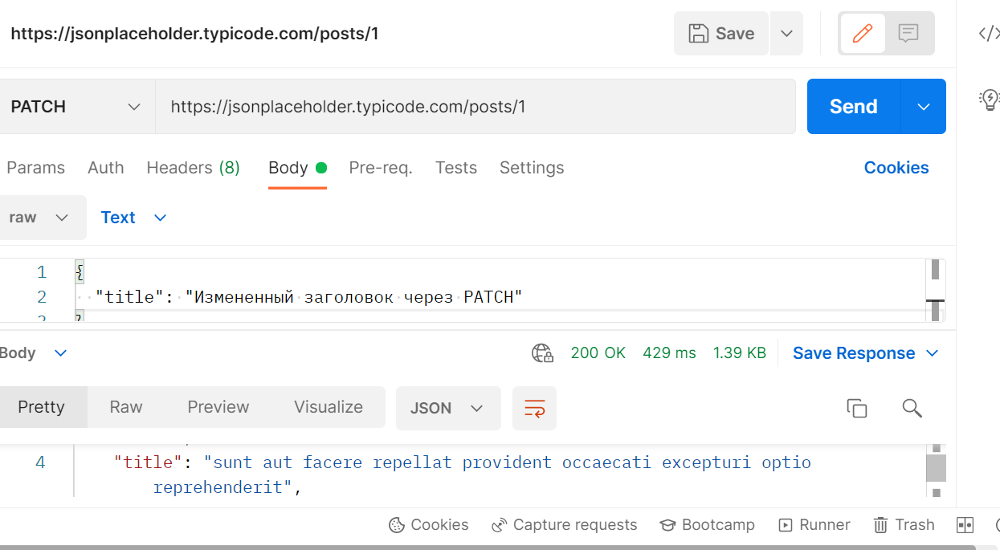 https://jsonplaceholder.typicode.com/posts/1
Save
PATCH
https://jsonplaceholder.typicode.com/posts/1
Send
Params Auth Headers (8) Body Pre-req. Tests Settings Cookies
raw Text
1 {
2 "title": "Измененный заголовок через PATCH"
3 }
Body 200 OK 429 ms 1.39 KB Save Response
Pretty Raw Preview Visualize JSON
4 "title": "sunt aut facere repellat provident occaecati excepturi optio
reprehenderit",
Cookies Capture requests Bootcamp Runner Trash